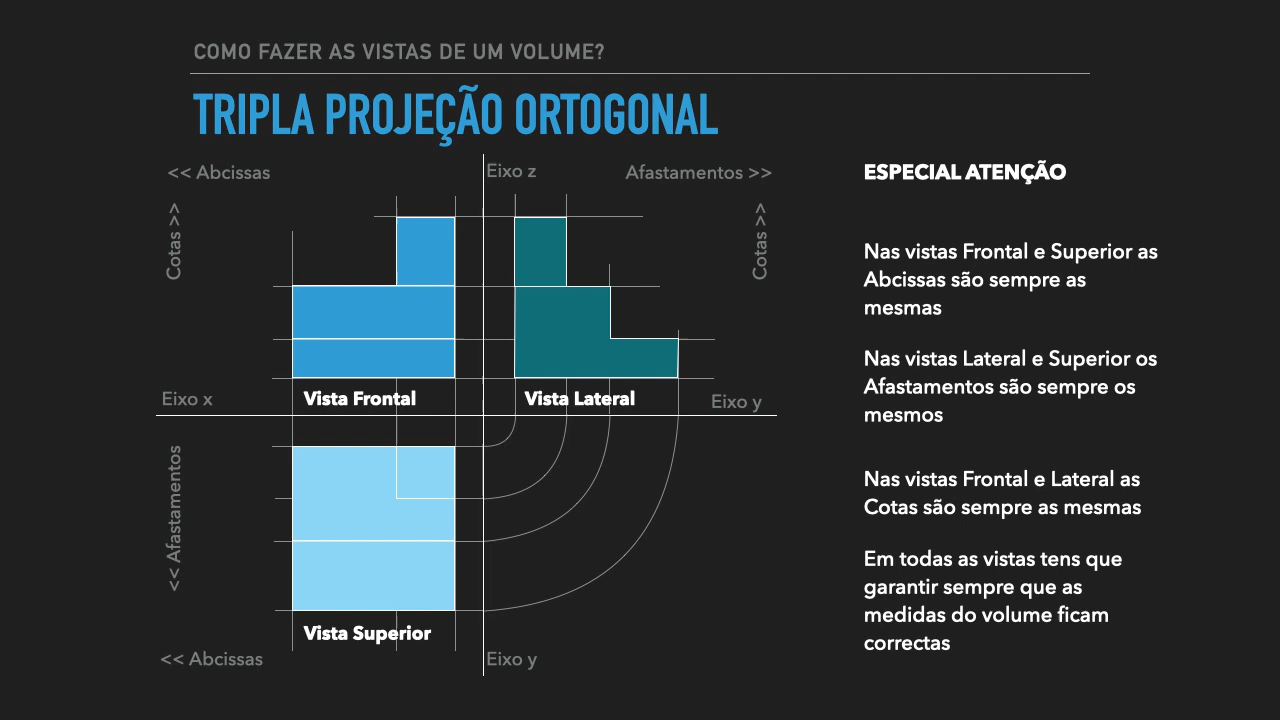 COMO FAZER AS VISTAS DE UM VOLUME?
TRIPLA PROJEÇÃO ORTOGONAL
<< Abcissas
Eixo z
Afastamentos >>
Cotas >>
Cotas >>
Eixo x
Vista Frontal
Vista Lateral
Eixo y
<< Afastamentos
Vista Superior
<< Abcissas
Eixo y
ESPECIAL ATENÇÃO
Nas vistas Frontal e Superior as
Abcissas são sempre as
mesmas
Nas vistas Lateral e Superior os
Afastamentos são sempre os
mesmos
Nas vistas Frontal e Lateral as
Cotas são sempre as mesmas
Em todas as vistas tens que
garantir sempre que as
medidas do volume ficam
correctas